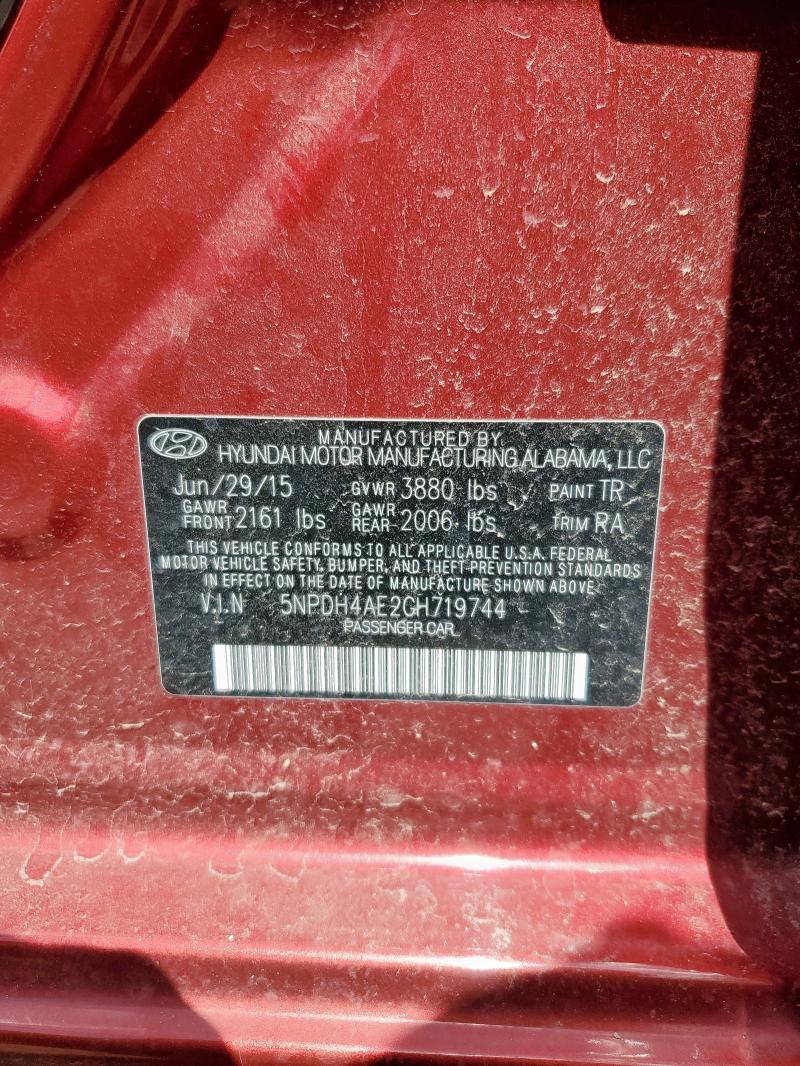 MANUFACTURED BY
HYUNDAI MOTOR MANUFACTURING ALABAMA, LLC
Jun/29/15 GVWR 3880 lbs PAINT TR
GAWR FRONT 2161 lbs GAWR REAR 2006 lbs TRIM RA
THIS VEHICLE CONFORMS TO ALL APPLICABLE U.S.A. FEDERAL
MOTOR VEHICLE SAFETY, BUMPER, AND THEFT-PREVENTION STANDARDS
IN EFFECT ON THE DATE OF MANUFACTURE SHOWN ABOVE.
V.I.N 5NPDH4AE2GH719744
PASSENGER CAR